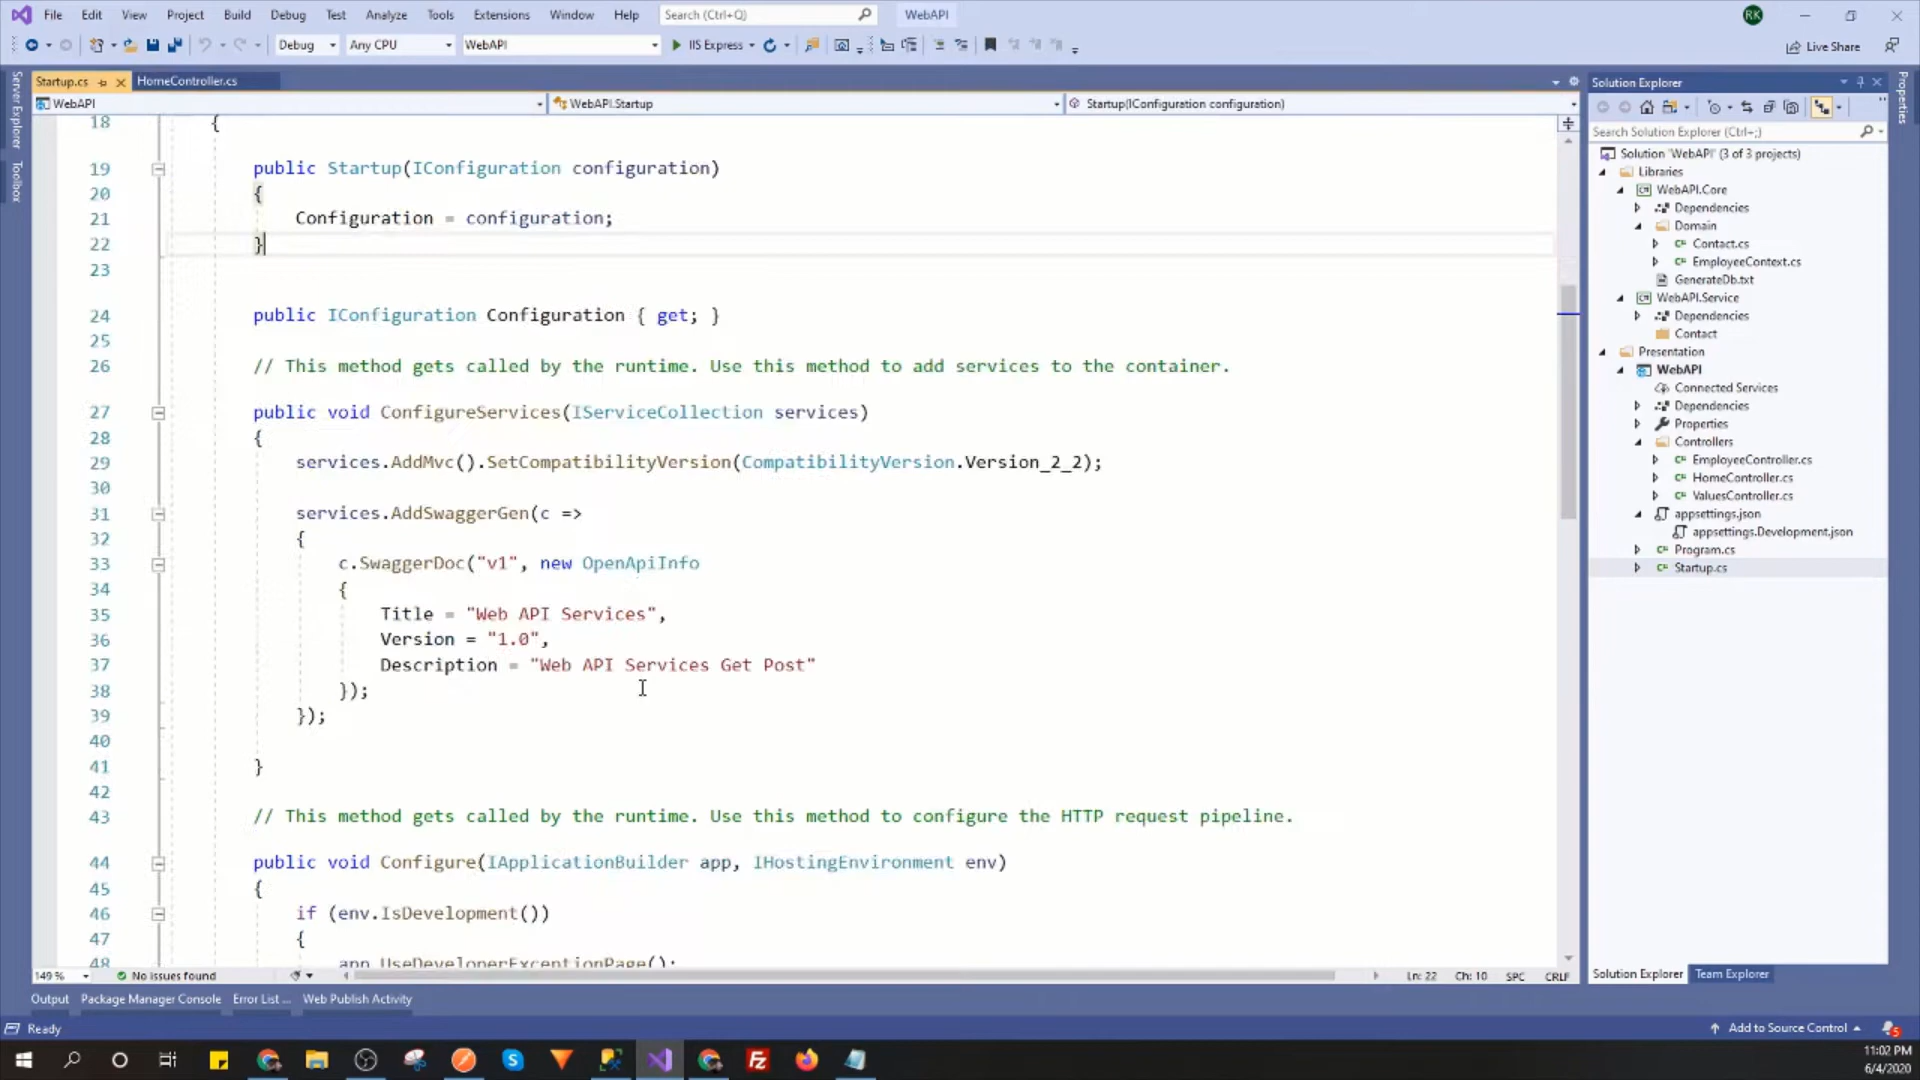 File Edit View Project Build Debug Test Analyze Tools Extensions Window Help Search (Ctrl+Q) WebAPI RK
Debug Any CPU WebAPI IIS Express Live Share
Server Explorer
Toolbox
Properties
Startup.cs HomeController.cs
WebAPI WebAPI.Startup Startup(IConfiguration configuration)
18 {
19 public Startup(IConfiguration configuration)
20 {
21 Configuration = configuration;
22 }
23
24 public IConfiguration Configuration { get; }
25
26 // This method gets called by the runtime. Use this method to add services to the container.
27 public void ConfigureServices(IServiceCollection services)
28 {
29 services.AddMvc().SetCompatibilityVersion(CompatibilityVersion.Version_2_2);
30
31 services.AddSwaggerGen(c =>
32 {
33 c.SwaggerDoc("v1", new OpenApiInfo
34 {
35 Title = "Web API Services",
36 Version = "1.0",
37 Description = "Web API Services Get Post"
38 });
39 });
40
41 }
42
43 // This method gets called by the runtime. Use this method to configure the HTTP request pipeline.
44 public void Configure(IApplicationBuilder app, IHostingEnvironment env)
45 {
46 if (env.IsDevelopment())
47 {
48 app.UseDeveloperExceptionPage();
149 % No issues found Ln: 22 Ch: 10 SPC CRLF
Solution Explorer
Search Solution Explorer (Ctrl+;)
Solution 'WebAPI' (3 of 3 projects)
Libraries
WebAPI.Core
Dependencies
Domain
Contact.cs
EmployeeContext.cs
GenerateDb.txt
WebAPI.Service
Dependencies
Contact
Presentation
WebAPI
Connected Services
Dependencies
Properties
Controllers
EmployeeController.cs
HomeController.cs
ValuesController.cs
appsettings.json
appsettings.Development.json
Program.cs
Startup.cs
Solution Explorer Team Explorer
Output Package Manager Console Error List ... Web Publish Activity
Ready Add to Source Control 5
11:02 PM
6/4/2020